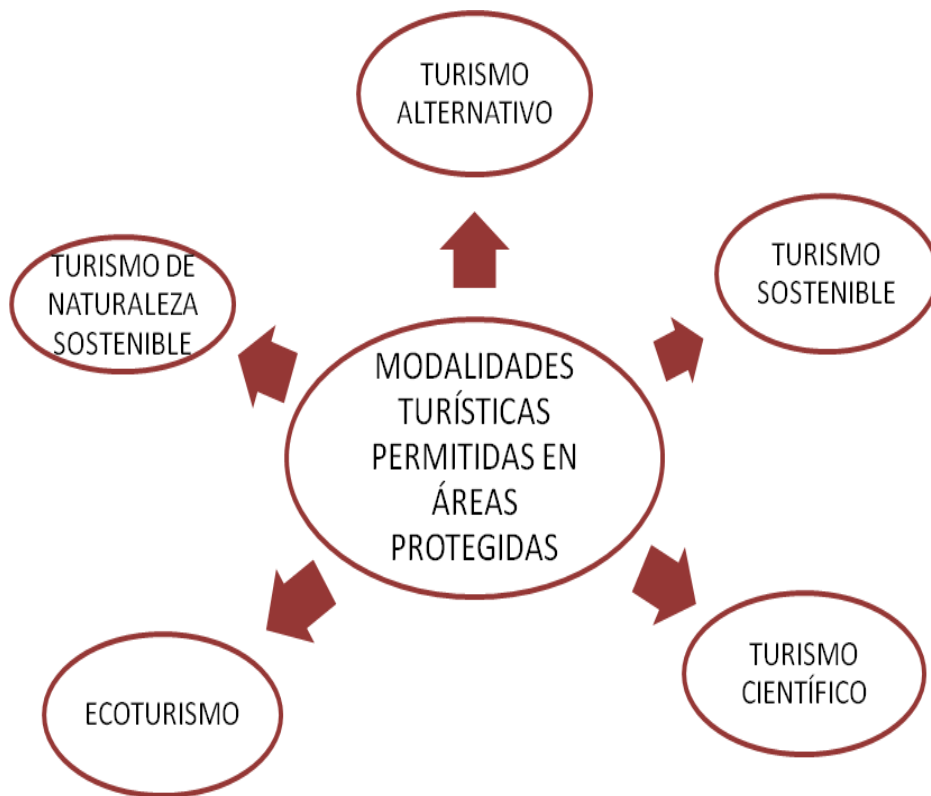 TURISMO
ALTERNATIVO
TURISMO
SOSTENIBLE
TURISMO DE
NATURALEZA
SOSTENIBLE
MODALIDADES
TURÍSTICAS
PERMITIDAS EN
ÁREAS
PROTEGIDAS
TURISMO
CIENTÍFICO
ECOTURISMO